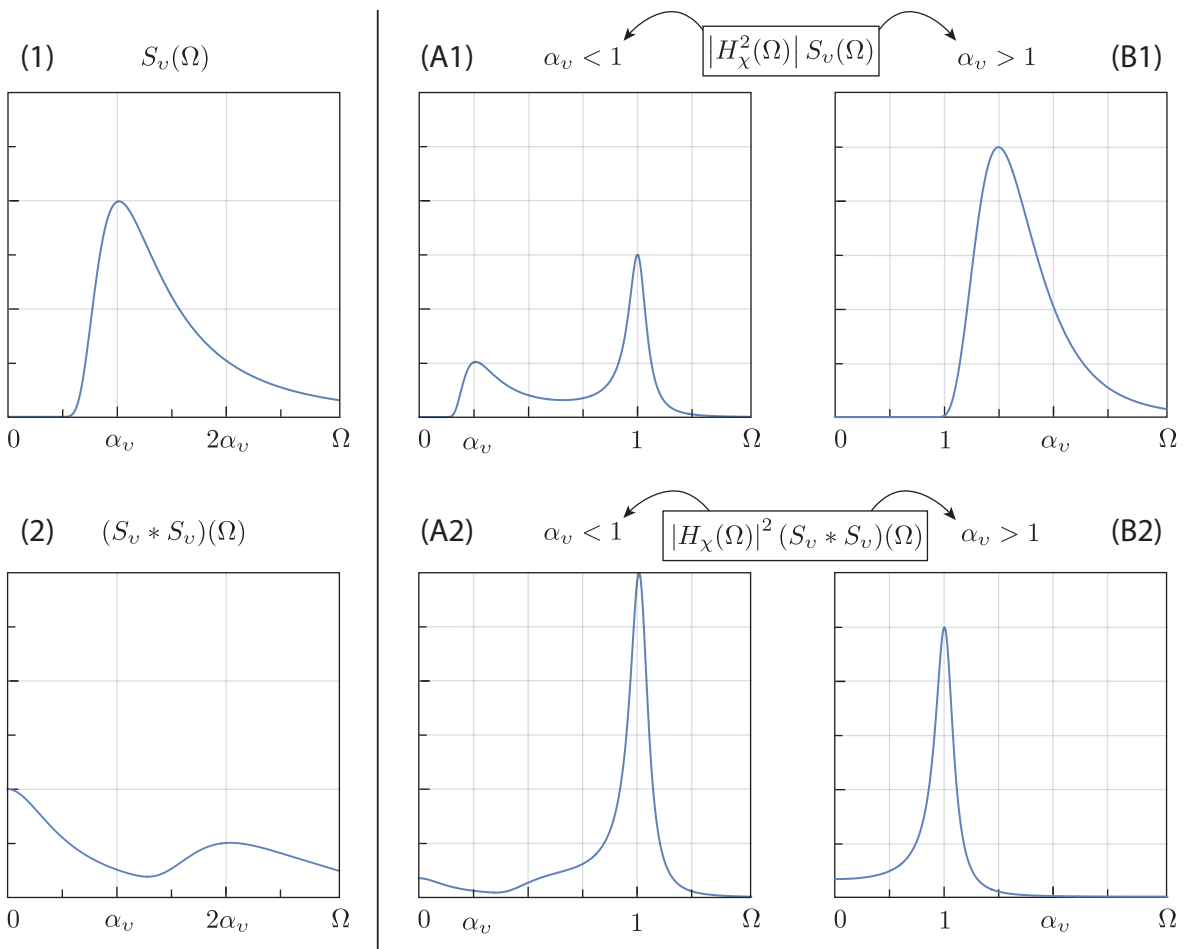 (1) S_υ(Ω)
0 α_υ 2α_υ Ω
(A1) α_υ < 1 |H²_χ(Ω)| S_υ(Ω) α_υ > 1 (B1)
0 α_υ 1 Ω
0 1 α_υ Ω
(2) (S_υ * S_υ)(Ω)
0 α_υ 2α_υ Ω
(A2) α_υ < 1 |H_χ(Ω)|² (S_υ * S_υ)(Ω) α_υ > 1 (B2)
0 α_υ 1 Ω
0 1 α_υ Ω